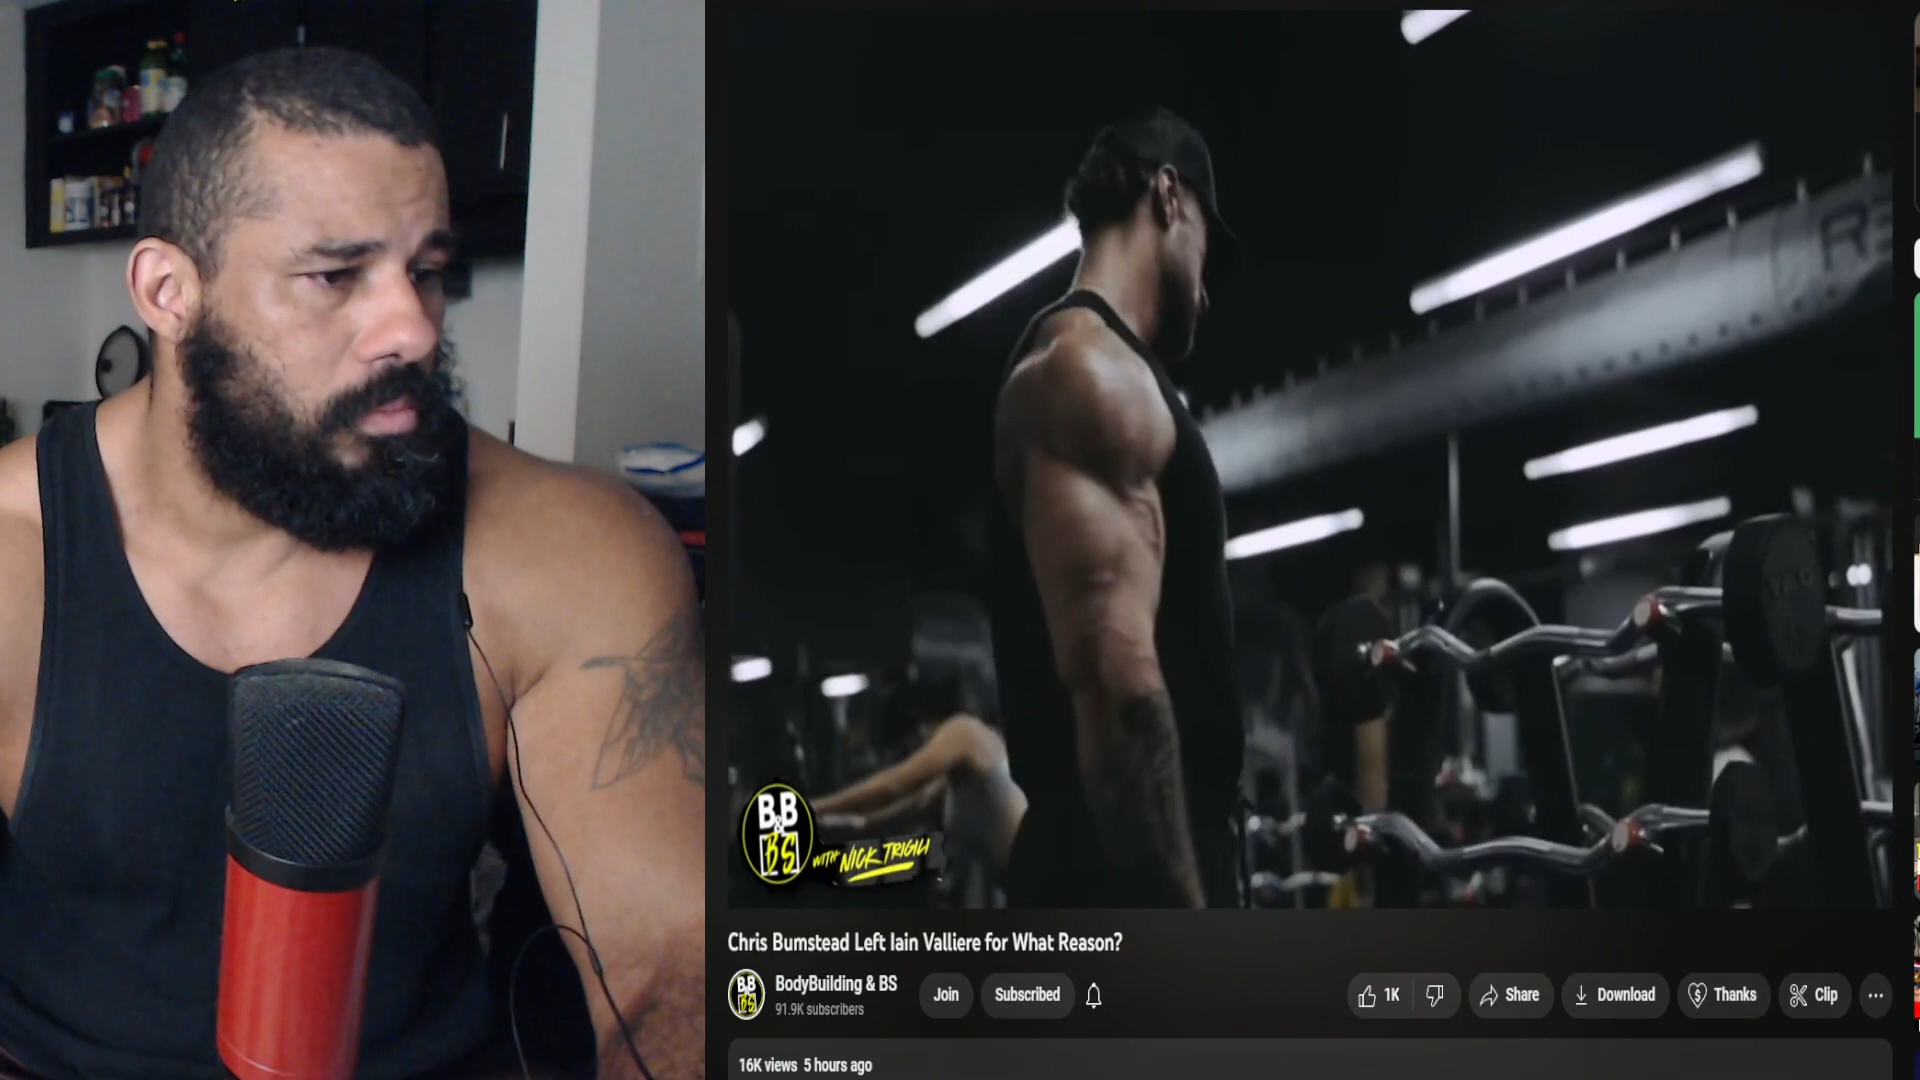 RE
B&B
BS
WITH NICK TRIGILI
Chris Bumstead Left Iain Valliere for What Reason?
BodyBuilding & BS
91.9K subscribers
Join
Subscribed
1K
Share
Download
Thanks
Clip
16K views 5 hours ago